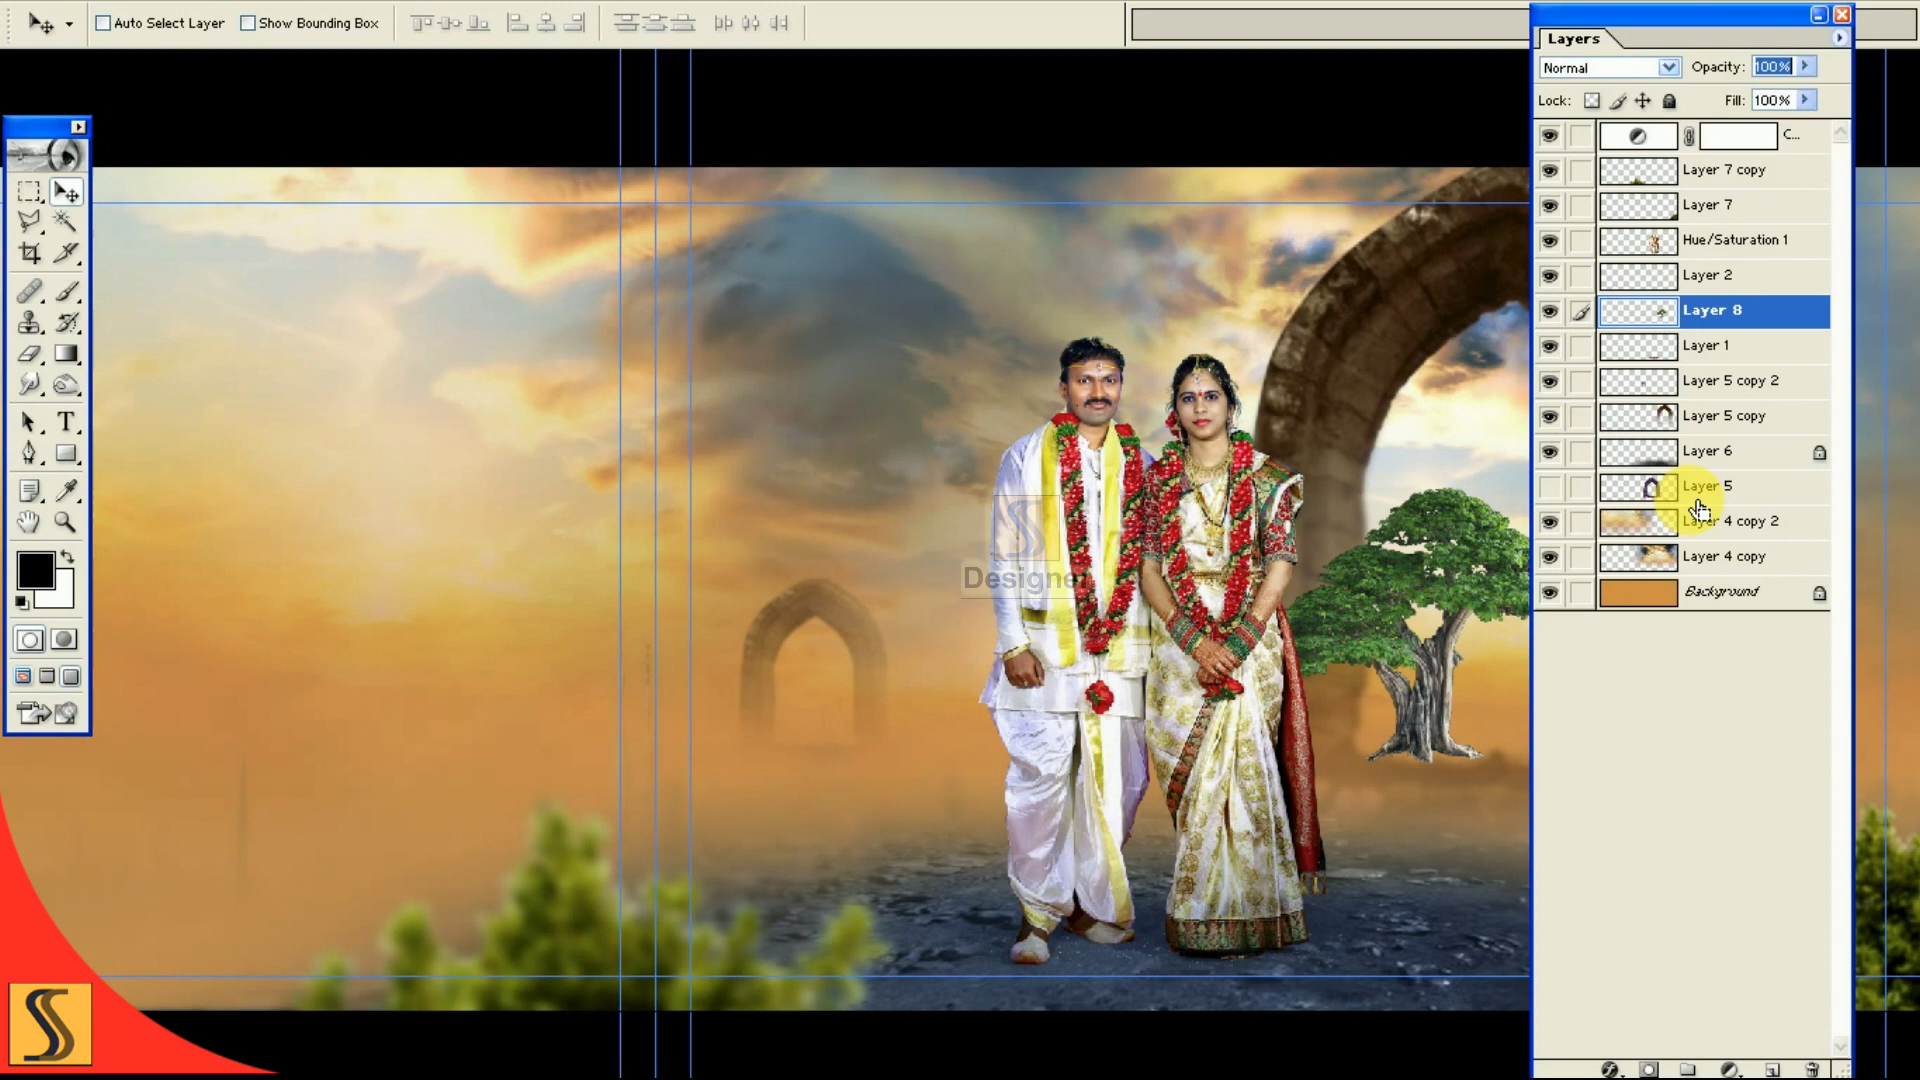 Auto Select Layer
Show Bounding Box
Layers
Normal
Opacity: 100%
Lock:
Fill: 100%
C...
Layer 7 copy
Layer 7
Hue/Saturation 1
Layer 2
Layer 8
Layer 1
Layer 5 copy 2
Layer 5 copy
Layer 6
Layer 5
Layer 4 copy 2
Layer 4 copy
Background
T
S
Designer
S